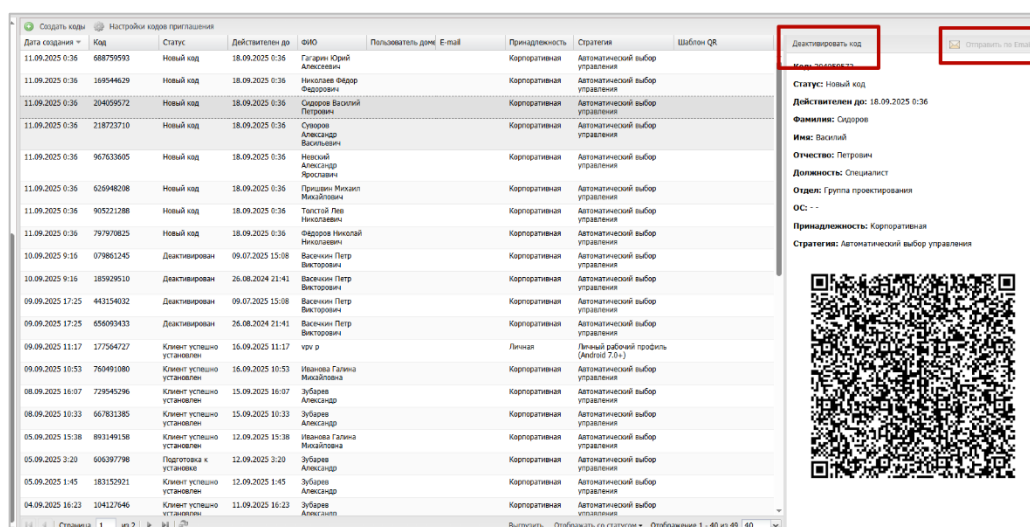 Создать коды Настройки кодов приглашения
Дата создания Код Статус Действителен до ФИО Пользователь доме E-mail Принадлежность Стратегия Шаблон QR
11.09.2025 0:36 688759593 Новый код 18.09.2025 0:36 Гагарин Юрий Алексеевич Корпоративная Автоматический выбор управления
11.09.2025 0:36 169544629 Новый код 18.09.2025 0:36 Николаев Фёдор Федорович Корпоративная Автоматический выбор управления
11.09.2025 0:36 204059572 Новый код 18.09.2025 0:36 Сидоров Василий Петрович Корпоративная Автоматический выбор управления
11.09.2025 0:36 218723710 Новый код 18.09.2025 0:36 Суворов Александр Васильевич Корпоративная Автоматический выбор управления
11.09.2025 0:36 967633605 Новый код 18.09.2025 0:36 Невский Александр Ярославич Корпоративная Автоматический выбор управления
11.09.2025 0:36 626948208 Новый код 18.09.2025 0:36 Пришвин Михаил Михайлович Корпоративная Автоматический выбор управления
11.09.2025 0:36 905221288 Новый код 18.09.2025 0:36 Толстой Лев Николаевич Корпоративная Автоматический выбор управления
11.09.2025 0:36 797970825 Новый код 18.09.2025 0:36 Фёдоров Николай Николаевич Корпоративная Автоматический выбор управления
10.09.2025 9:16 079861245 Деактивирован 09.07.2025 15:08 Васечкин Петр Викторович Корпоративная Автоматический выбор управления
10.09.2025 9:16 185929510 Деактивирован 26.08.2024 21:41 Васечкин Петр Викторович Корпоративная Автоматический выбор управления
09.09.2025 17:25 443154032 Деактивирован 09.07.2025 15:08 Васечкин Петр Викторович Корпоративная Автоматический выбор управления
09.09.2025 17:25 656093433 Деактивирован 26.08.2024 21:41 Васечкин Петр Викторович Корпоративная Автоматический выбор управления
09.09.2025 11:17 177564727 Клиент успешно установлен 16.09.2025 11:17 vpv p Личная Личный рабочий профиль (Android 7.0+)
09.09.2025 10:53 760491080 Клиент успешно установлен 16.09.2025 10:53 Иванова Галина Михайловна Корпоративная Автоматический выбор управления
08.09.2025 16:07 729545296 Клиент успешно установлен 15.09.2025 16:07 Зубарев Александр Корпоративная Автоматический выбор управления
08.09.2025 10:33 667831385 Клиент успешно установлен 15.09.2025 10:33 Зубарев Александр Корпоративная Автоматический выбор управления
05.09.2025 15:38 893149158 Клиент успешно установлен 12.09.2025 15:38 Иванова Галина Михайловна Корпоративная Автоматический выбор управления
05.09.2025 3:20 606397798 Подготовка к установке 12.09.2025 3:20 Зубарев Александр Корпоративная Автоматический выбор управления
05.09.2025 1:45 183152921 Клиент успешно установлен 12.09.2025 1:45 Зубарев Александр Корпоративная Автоматический выбор управления
04.09.2025 16:23 104127646 Клиент успешно установлен 11.09.2025 16:23 Зубарев Александр Корпоративная Автоматический выбор управления
Страница 1 из 2 Выгрузить Отображать со статусом Отображение 1 - 40 из 49 40
Деактивировать код Отправить по Email
Код: 204059572
Статус: Новый код
Действителен до: 18.09.2025 0:36
Фамилия: Сидоров
Имя: Василий
Отчество: Петрович
Должность: Специалист
Отдел: Группа проектирования
ОС: - -
Принадлежность: Корпоративная
Стратегия: Автоматический выбор управления